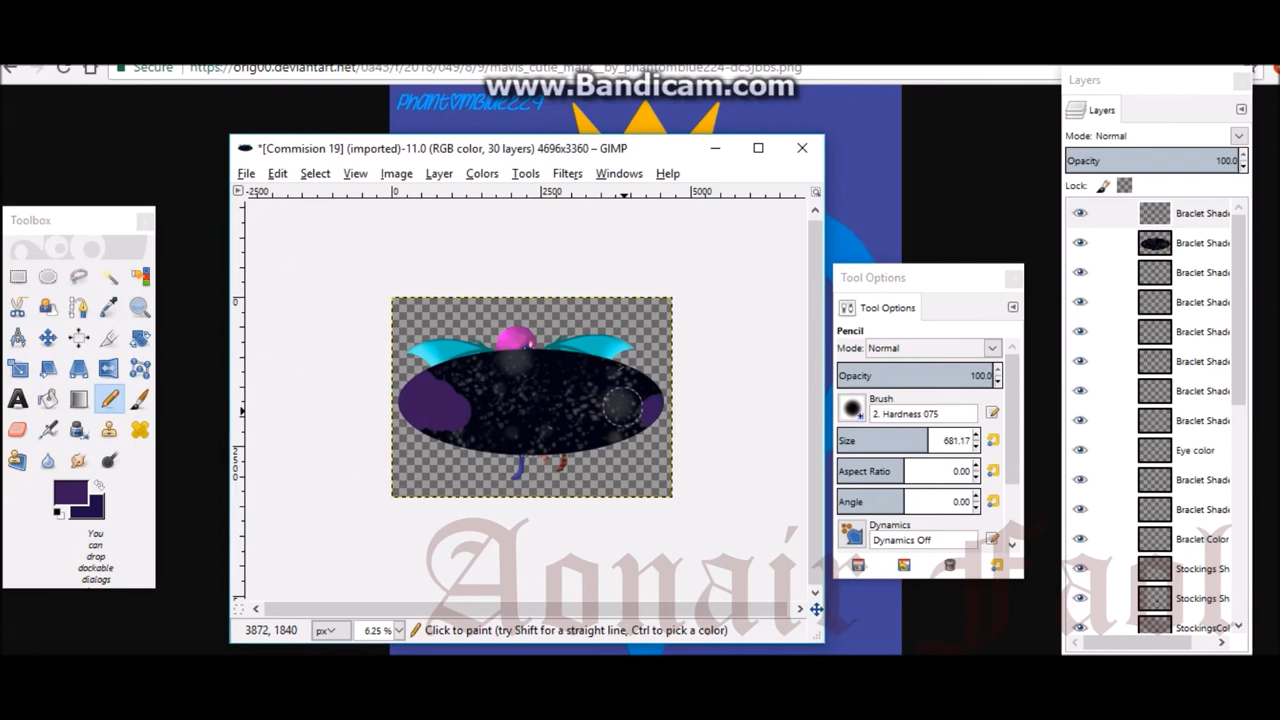 Secure
https://orig00.deviantart.net/0a43/f/2018/049/8/9/mavis_cutie_mark__by_phantomblue224-dc3jbbs.png
www.Bandicam.com
PhantomBlue224
Layers
Layers
Mode: Normal
Opacity 100.0
Lock:
*[Commision 19] (imported)-11.0 (RGB color, 30 layers) 4696x3360 – GIMP
File Edit Select View Image Layer Colors Tools Filters Windows Help
-2500 0 2500 5000
0
2500
Toolbox
You
can
drop
dockable
dialogs
here
Tool Options
Tool Options
Pencil
Mode: Normal
Opacity 100.0
Brush
2. Hardness 075
Size 681.17
Aspect Ratio 0.00
Angle 0.00
Dynamics
Dynamics Off
Braclet Shade
Braclet Shade
Braclet Shade
Braclet Shade
Braclet Shade
Braclet Shade
Braclet Shade
Braclet Shade
Eye color
Braclet Shade
Braclet Shade
Braclet Color
Stockings Sh
Stockings Sh
StockingsCol
Aonair Faol
3872, 1840 px 6.25 % Click to paint (try Shift for a straight line, Ctrl to pick a color)